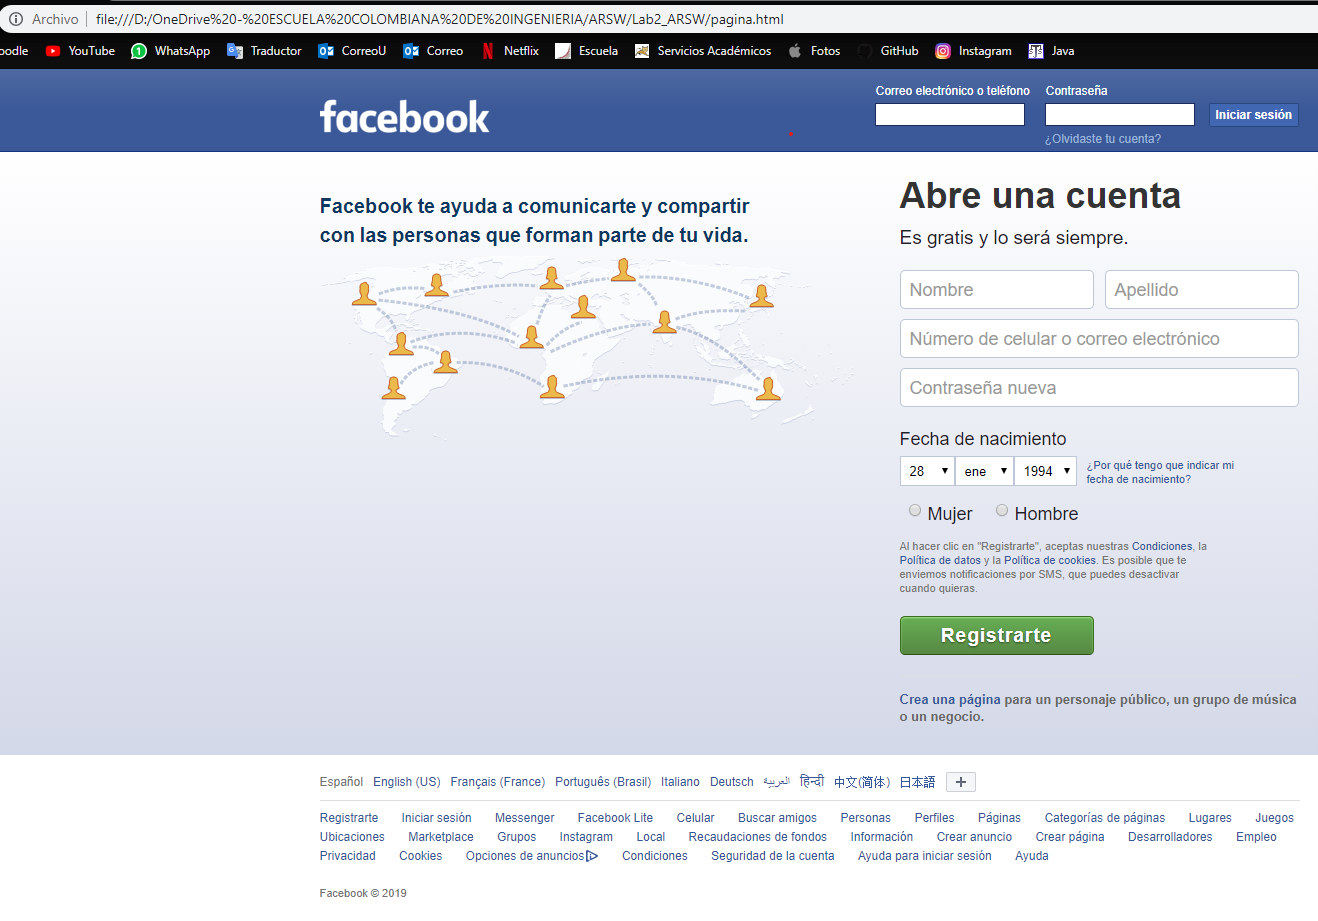 Archivo file:///D:/OneDrive%20-%20ESCUELA%20COLOMBIANA%20DE%20INGENIERIA/ARSW/Lab2_ARSW/pagina.html
oodle YouTube WhatsApp Traductor CorreoU Correo Netflix Escuela Servicios Académicos Fotos GitHub Instagram Java
facebook
Correo electrónico o teléfono Contraseña
Iniciar sesión
¿Olvidaste tu cuenta?
Facebook te ayuda a comunicarte y compartir
con las personas que forman parte de tu vida.
Abre una cuenta
Es gratis y lo será siempre.
Nombre Apellido
Número de celular o correo electrónico
Contraseña nueva
Fecha de nacimiento
28 ene 1994
¿Por qué tengo que indicar mi
fecha de nacimiento?
Mujer Hombre
Al hacer clic en "Registrarte", aceptas nuestras Condiciones, la
Política de datos y la Política de cookies. Es posible que te
enviemos notificaciones por SMS, que puedes desactivar
cuando quieras.
Registrarte
Crea una página para un personaje público, un grupo de música
o un negocio.
Español English (US) Français (France) Português (Brasil) Italiano Deutsch العربية हिन्दी 中文(简体) 日本語 +
Registrarte Iniciar sesión Messenger Facebook Lite Celular Buscar amigos Personas Perfiles Páginas Categorías de páginas Lugares Juegos
Ubicaciones Marketplace Grupos Instagram Local Recaudaciones de fondos Información Crear anuncio Crear página Desarrolladores Empleo
Privacidad Cookies Opciones de anuncios Condiciones Seguridad de la cuenta Ayuda para iniciar sesión Ayuda
Facebook © 2019